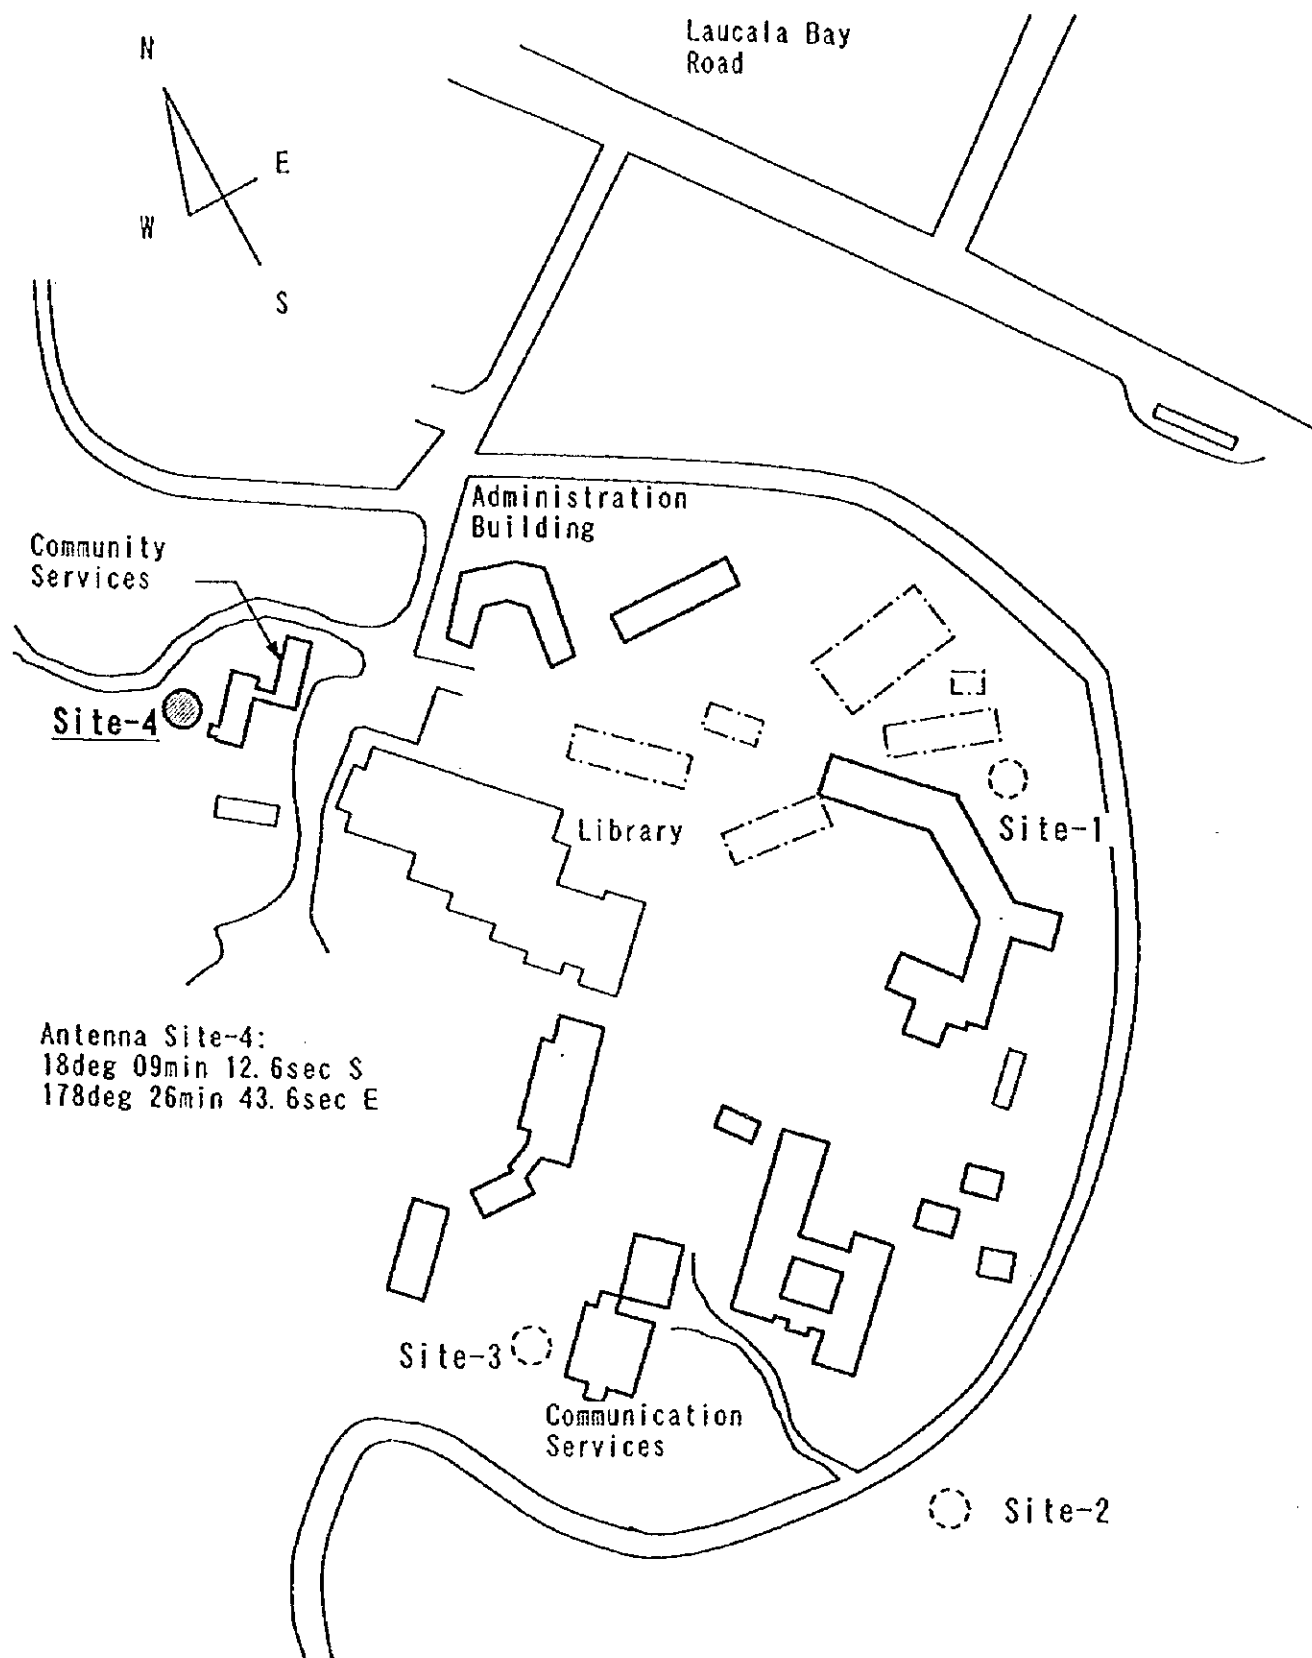 Laucala Bay
Road
N
E
W
S
Administration
Building
Community
Services
Site-4
Library
Site-1
Antenna Site-4:
18deg 09min 12.6sec S
178deg 26min 43.6sec E
Site-3
Communication
Services
Site-2